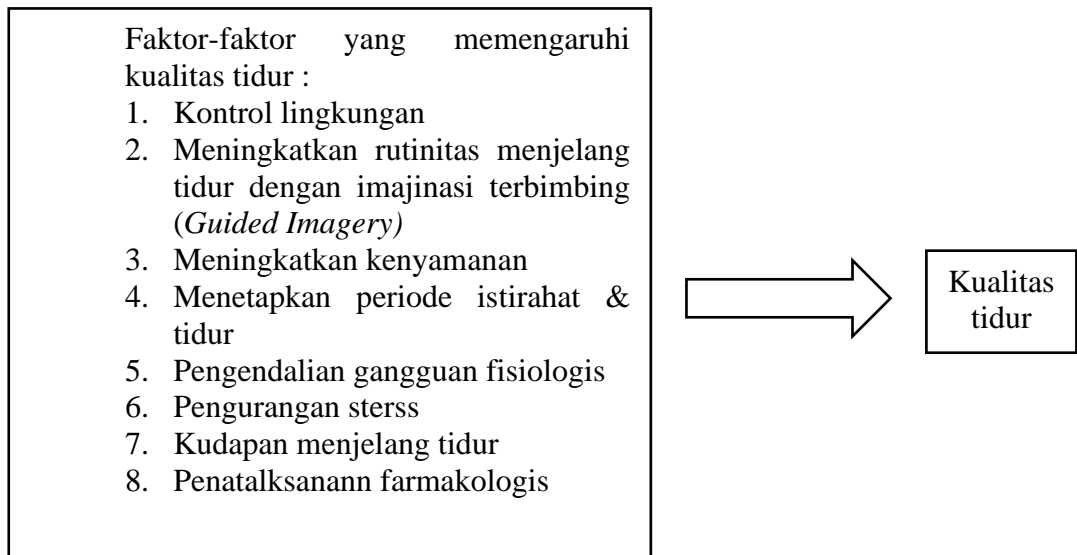 Faktor-faktor yang memengaruhi
kualitas tidur :
1. Kontrol lingkungan
2. Meningkatkan rutinitas menjelang
tidur dengan imajinasi terbimbing
(Guided Imagery)
3. Meningkatkan kenyamanan
4. Menetapkan periode istirahat &
tidur
5. Pengendalian gangguan fisiologis
6. Pengurangan sterss
7. Kudapan menjelang tidur
8. Penatalksanann farmakologis
Kualitas
tidur